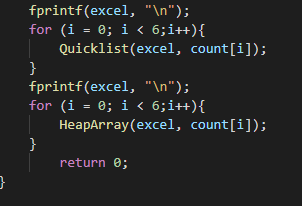 fprintf(excel, "\n");
for (i = 0; i < 6;i++){
Quicklist(excel, count[i]);
}
fprintf(excel, "\n");
for (i = 0; i < 6;i++){
HeapArray(excel, count[i]);
}
return 0;
}